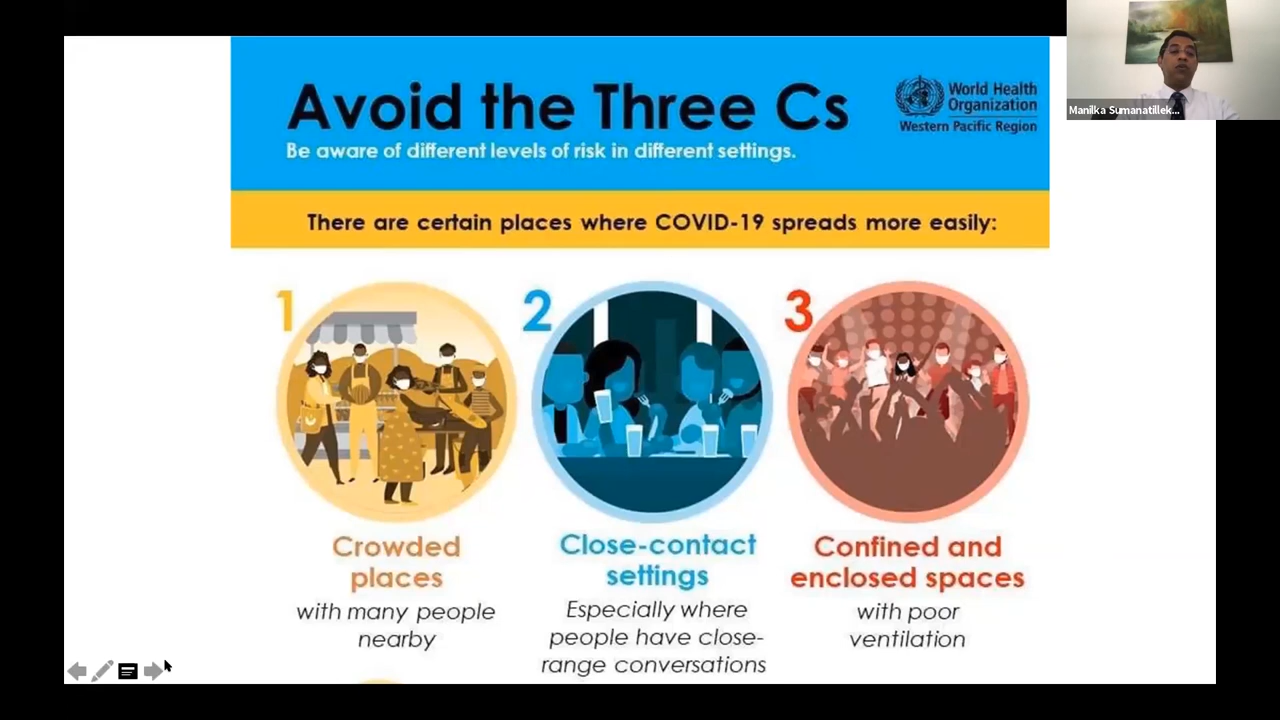 Avoid the Three Cs
Be aware of different levels of risk in different settings.
World Health
Organization
Western Pacific Region
Manilka Sumanatillek...
There are certain places where COVID-19 spreads more easily:
1
2
3
Crowded
places
with many people
nearby
Close-contact
settings
Especially where
people have close-
range conversations
Confined and
enclosed spaces
with poor
ventilation